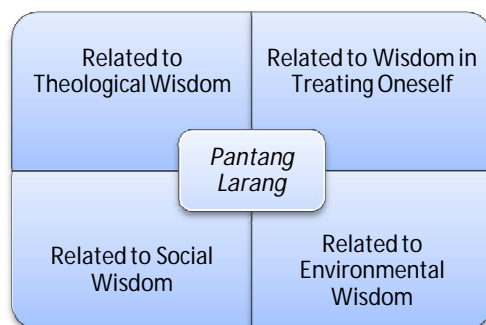 Related to
Theological Wisdom
Related to Wisdom in
Treating Oneself
Pantang
Larang
Related to Social
Wisdom
Related to
Environmental
Wisdom